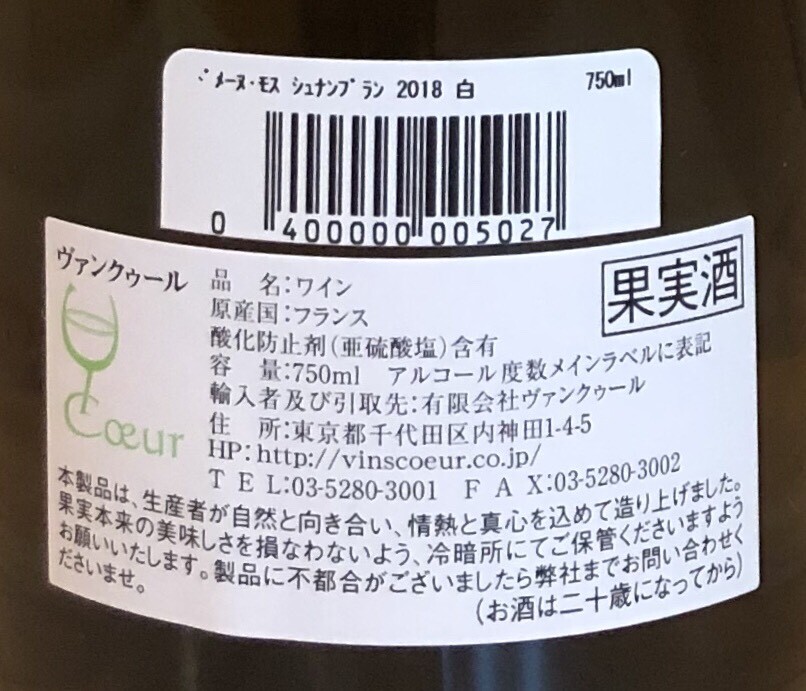 ﾒｰﾇ・ﾓｽ ｼｭﾅﾝﾌﾞﾗﾝ 2018 白 750ml
0 400000 005027
ヴァンクゥール
Cœur
果実酒
品 名:ワイン
原産国:フランス
酸化防止剤(亜硫酸塩)含有
容 量:750ml アルコール度数メインラベルに表記
輸入者及び引取先:有限会社ヴァンクゥール
住 所:東京都千代田区内神田1-4-5
HP:http://vinscoeur.co.jp/
TEL:03-5280-3001 FAX:03-5280-3002
本製品は、生産者が自然と向き合い、情熱と真心を込めて造り上げました。
果実本来の美味しさを損なわないよう、冷暗所にてご保管くださいますよう
お願いいたします。製品に不都合がございましたら弊社までお問い合わせく
ださいませ。
(お酒は二十歳になってから)